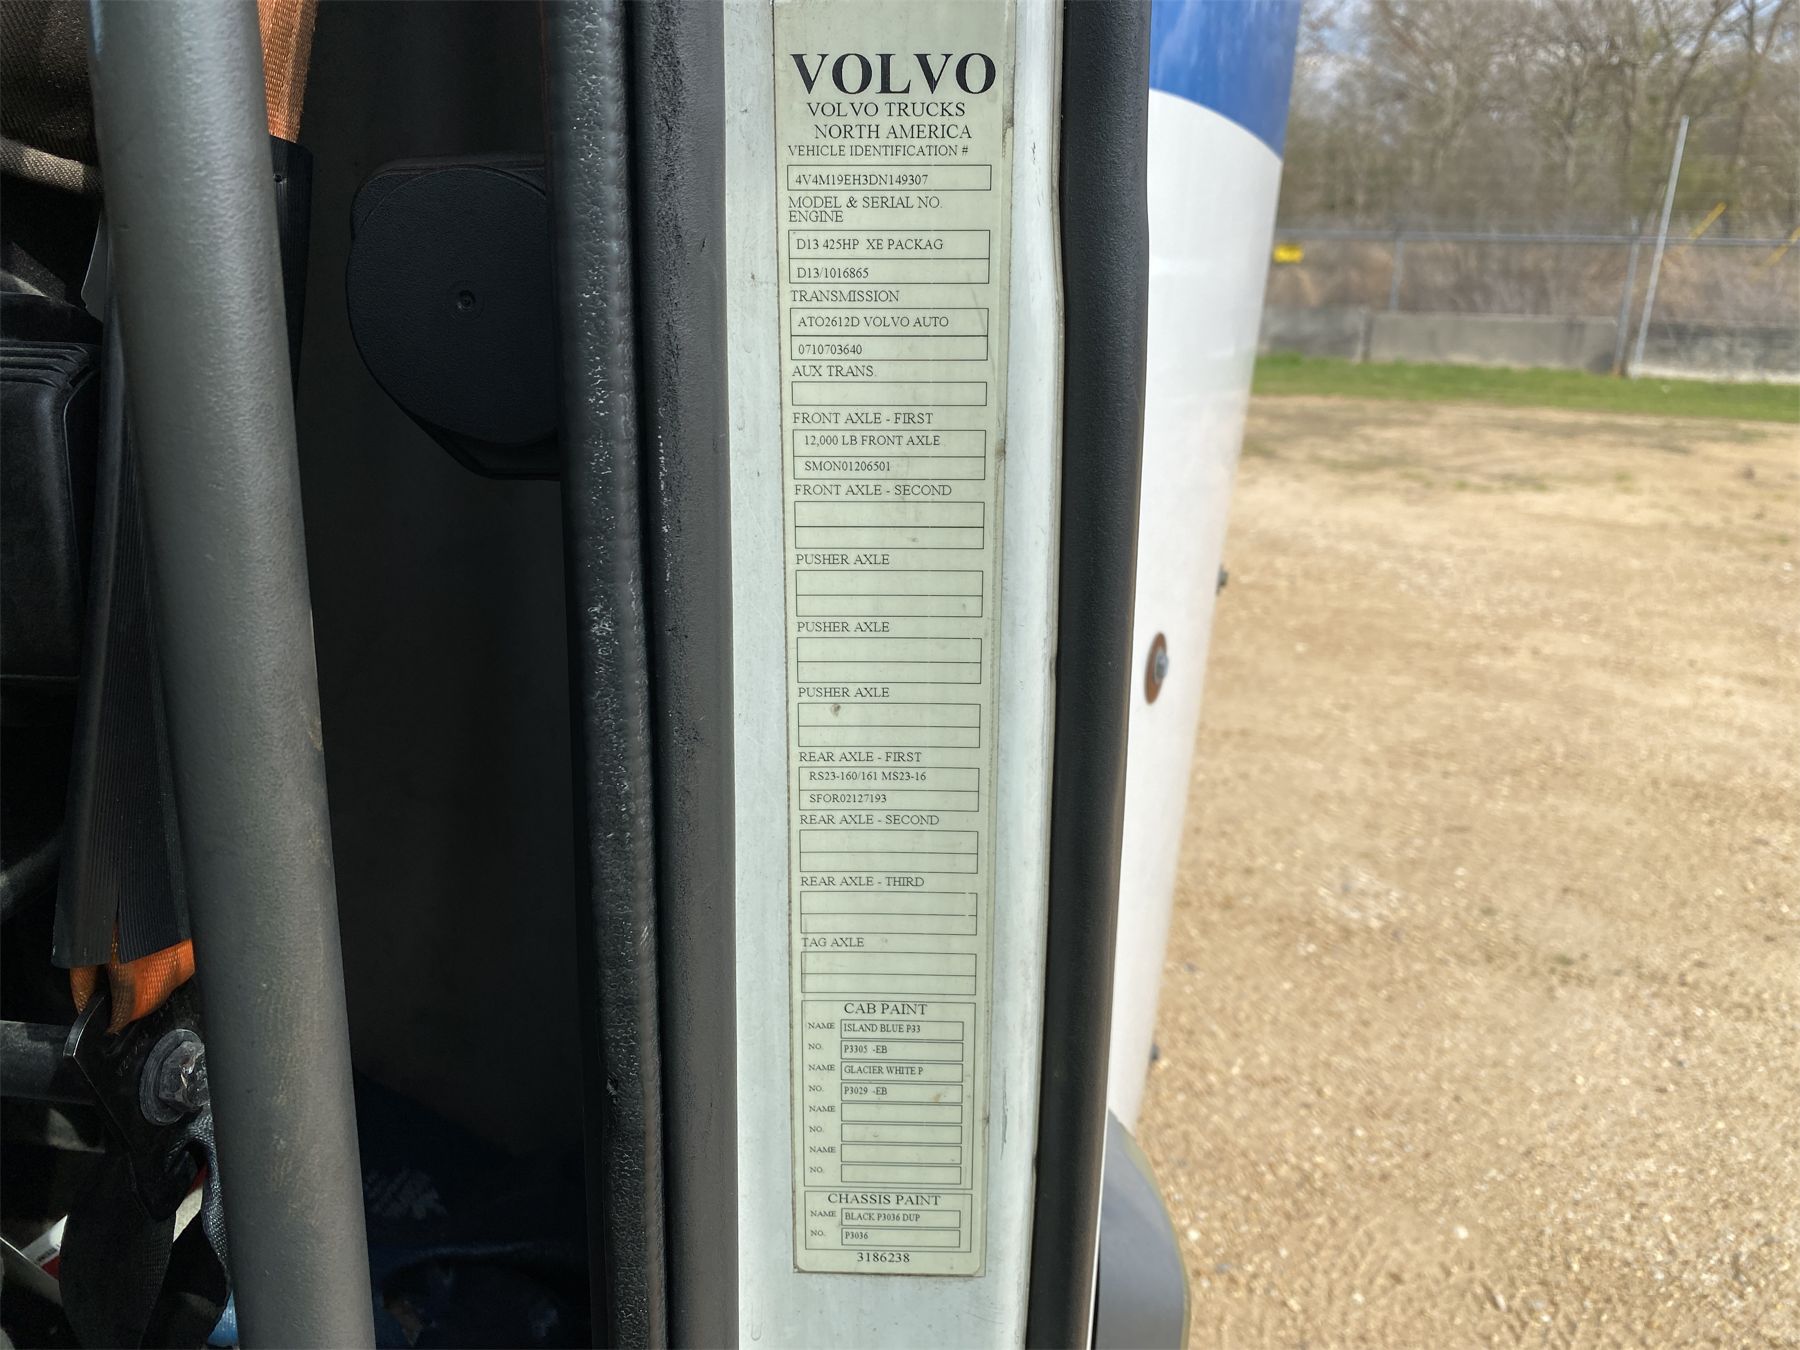 VOLVO
VOLVO TRUCKS
NORTH AMERICA
VEHICLE IDENTIFICATION #
4V4M19EH3DN149307
MODEL & SERIAL NO.
ENGINE
D13 425HP XE PACKAG
D13/1016865
TRANSMISSION
ATO2612D VOLVO AUTO
0710703640
AUX TRANS.
FRONT AXLE - FIRST
12,000 LB FRONT AXLE
SMON01206501
FRONT AXLE - SECOND
PUSHER AXLE
PUSHER AXLE
PUSHER AXLE
REAR AXLE - FIRST
RS23-160/161 MS23-16
SFOR02127193
REAR AXLE - SECOND
REAR AXLE - THIRD
TAG AXLE
CAB PAINT
NAME ISLAND BLUE P33
NO. P3305 -EB
NAME GLACIER WHITE P
NO. P3029 -EB
NAME
NO.
NAME
NO.
CHASSIS PAINT
NAME BLACK P3036 DUP
NO. P3036
3186238